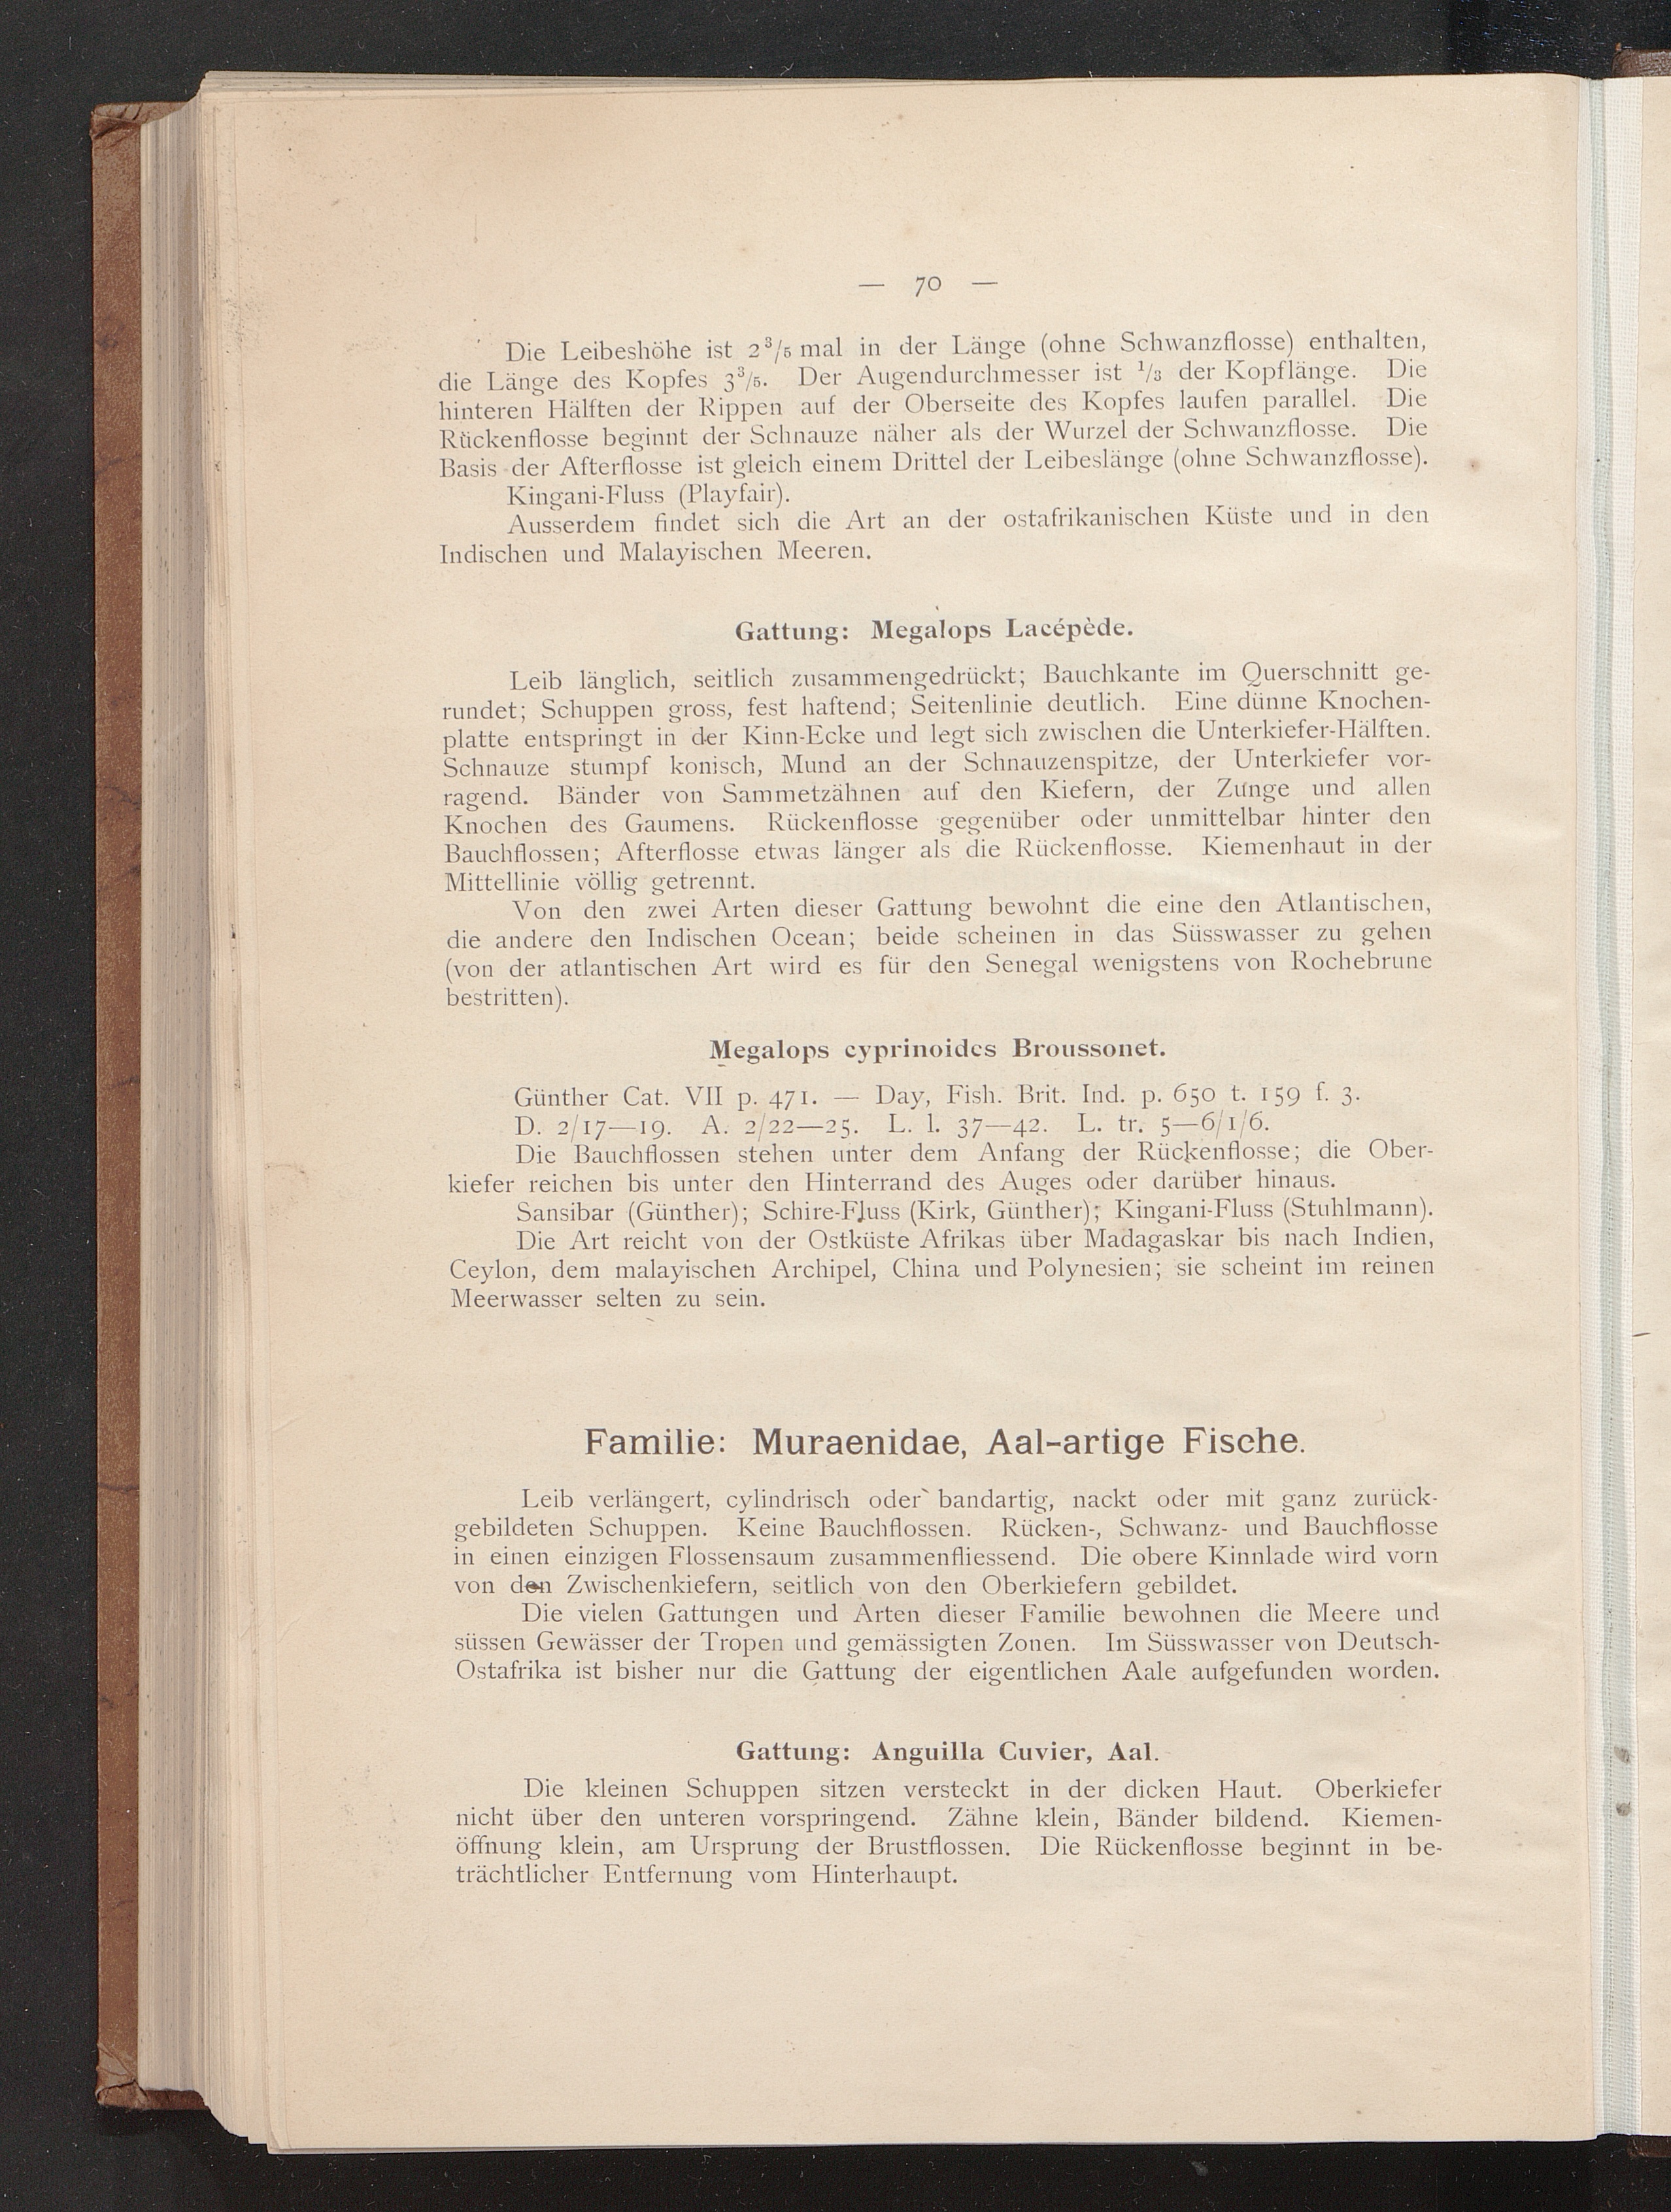 — 70 —
Die Leibeshöhe ist 2 3/5 mal in der Länge (ohne Schwanzflosse) enthalten,
die Länge des Kopfes 3 3/5. Der Augendurchmesser ist 1/3 der Kopflänge. Die
hinteren Hälften der Rippen auf der Oberseite des Kopfes laufen parallel. Die
Rückenflosse beginnt der Schnauze näher als der Wurzel der Schwanzflosse. Die
Basis der Afterflosse ist gleich einem Drittel der Leibeslänge (ohne Schwanzflosse).
Kingani-Fluss (Playfair).
Ausserdem findet sich die Art an der ostafrikanischen Küste und in den
Indischen und Malayischen Meeren.
Gattung: Megalops Lacépède.
Leib länglich, seitlich zusammengedrückt; Bauchkante im Querschnitt ge-
rundet; Schuppen gross, fest haftend; Seitenlinie deutlich. Eine dünne Knochen-
platte entspringt in der Kinn-Ecke und legt sich zwischen die Unterkiefer-Hälften.
Schnauze stumpf konisch, Mund an der Schnauzenspitze, der Unterkiefer vor-
ragend. Bänder von Sammetzähnen auf den Kiefern, der Zunge und allen
Knochen des Gaumens. Rückenflosse gegenüber oder unmittelbar hinter den
Bauchflossen; Afterflosse etwas länger als die Rückenflosse. Kiemenhaut in der
Mittellinie völlig getrennt.
Von den zwei Arten dieser Gattung bewohnt die eine den Atlantischen,
die andere den Indischen Ocean; beide scheinen in das Süsswasser zu gehen
(von der atlantischen Art wird es für den Senegal wenigstens von Rochebrune
bestritten).
Megalops cyprinoides Broussonet.
Günther Cat. VII p. 471. — Day, Fish. Brit. Ind. p. 650 t. 159 f. 3.
D. 2/17—19. A. 2/22—25. L. l. 37—42. L. tr. 5—6/1/6.
Die Bauchflossen stehen unter dem Anfang der Rückenflosse; die Ober-
kiefer reichen bis unter den Hinterrand des Auges oder darüber hinaus.
Sansibar (Günther); Schire-Fluss (Kirk, Günther); Kingani-Fluss (Stuhlmann).
Die Art reicht von der Ostküste Afrikas über Madagaskar bis nach Indien,
Ceylon, dem malayischen Archipel, China und Polynesien; sie scheint im reinen
Meerwasser selten zu sein.
Familie: Muraenidae, Aal-artige Fische.
Leib verlängert, cylindrisch oder bandartig, nackt oder mit ganz zurück-
gebildeten Schuppen. Keine Bauchflossen. Rücken-, Schwanz- und Bauchflosse
in einen einzigen Flossensaum zusammenfliessend. Die obere Kinnlade wird vorn
von den Zwischenkiefern, seitlich von den Oberkiefern gebildet.
Die vielen Gattungen und Arten dieser Familie bewohnen die Meere und
süssen Gewässer der Tropen und gemässigten Zonen. Im Süsswasser von Deutsch-
Ostafrika ist bisher nur die Gattung der eigentlichen Aale aufgefunden worden.
Gattung: Anguilla Cuvier, Aal.
Die kleinen Schuppen sitzen versteckt in der dicken Haut. Oberkiefer
nicht über den unteren vorspringend. Zähne klein, Bänder bildend. Kiemen-
öffnung klein, am Ursprung der Brustflossen. Die Rückenflosse beginnt in be-
trächtlicher Entfernung vom Hinterhaupt.